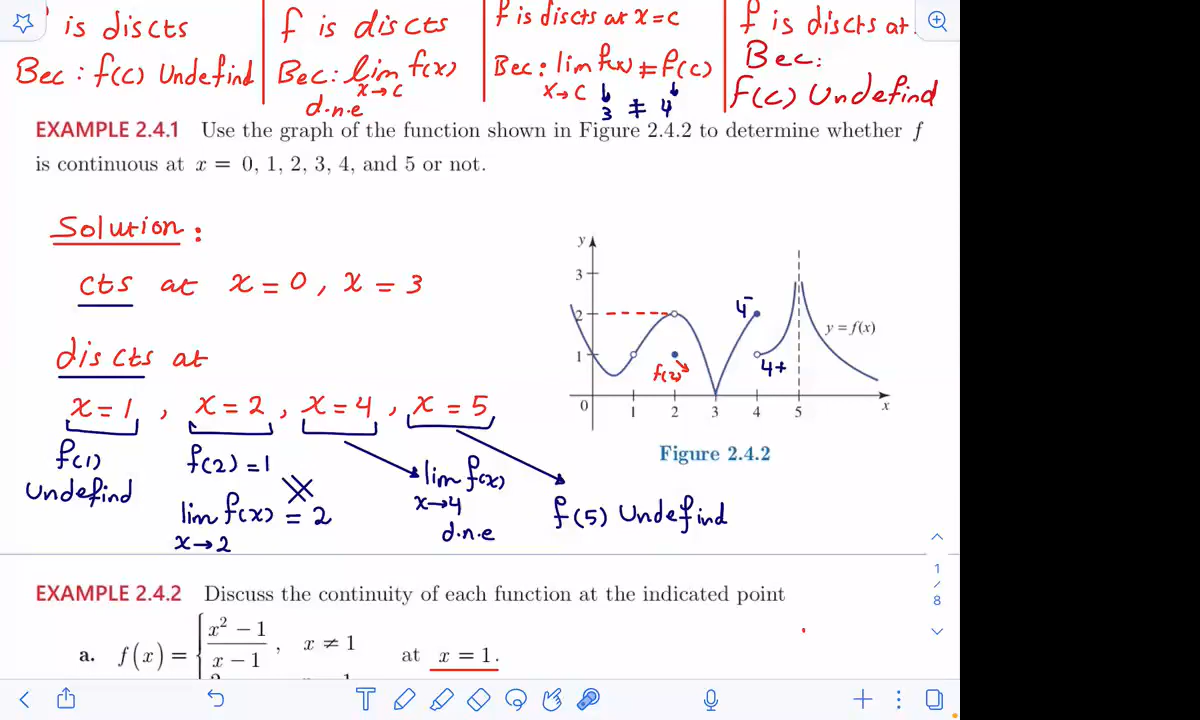 is discts
Bec : f(c) Undefind
f is discts
Bec: lim f(x)
x→c
d.n.e
f is discts at x=c
Bec: lim f(x) ≠ f(c)
x→c
3 ≠ 4
f is discts at
Bec:
f(c) Undefind
EXAMPLE 2.4.1 Use the graph of the function shown in Figure 2.4.2 to determine whether f
is continuous at x = 0, 1, 2, 3, 4, and 5 or not.
Solution :
cts at x = 0, x = 3
discts at
x = 1 , x = 2 , x = 4 , x = 5
f(1)
Undefind
f(2) = 1
lim f(x) = 2
x→2
lim f(x)
x→4
d.n.e
f(5) Undefind
y
3
2
1
0 1 2 3 4 5 x
f(2)
4-
4+
y = f(x)
Figure 2.4.2
1
/
8
EXAMPLE 2.4.2 Discuss the continuity of each function at the indicated point
a. f(x) = { x² − 1 / x − 1 , x ≠ 1 at x = 1.